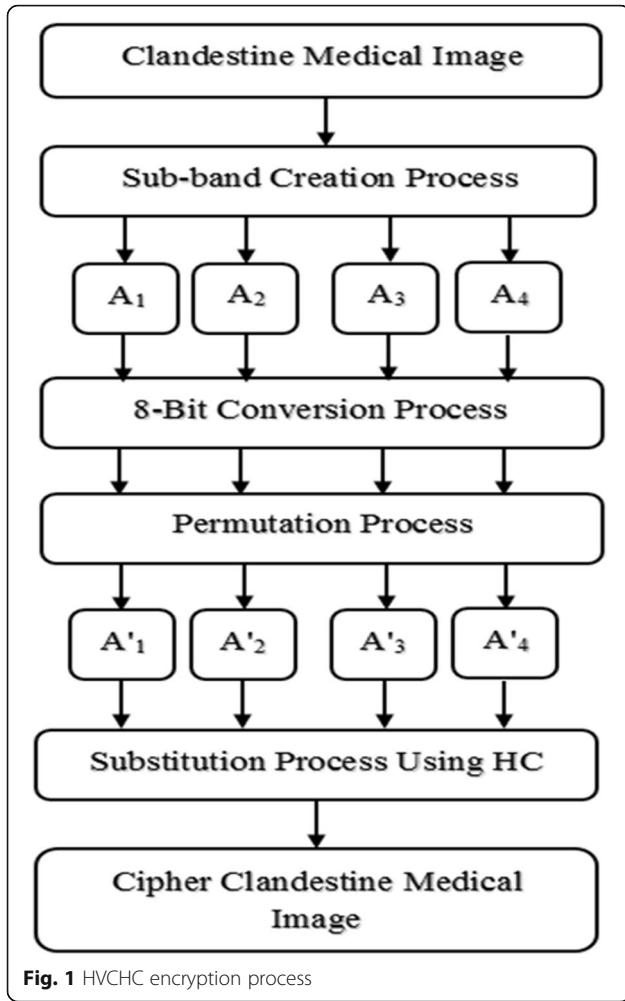 Clandestine Medical Image
Sub-band Creation Process
A₁ A₂ A₃ A₄
8-Bit Conversion Process
Permutation Process
A'₁ A'₂ A'₃ A'₄
Substitution Process Using HC
Cipher Clandestine Medical
Image
Fig. 1 HVCHC encryption process